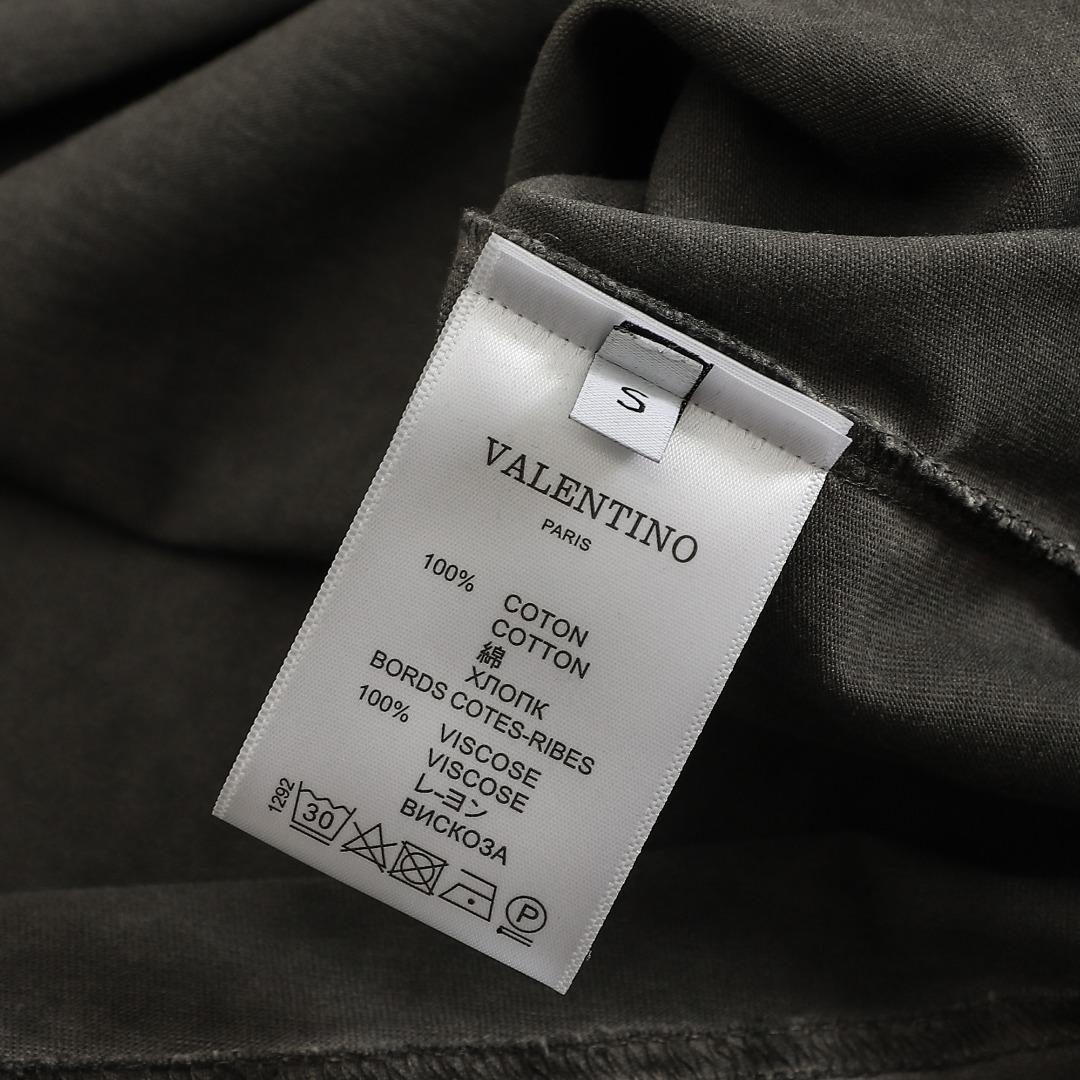 S
VALENTINO
PARIS
100%
COTON
COTTON
綿
ХЛОПК
BORDS COTES-RIBES
100%
VISCOSE
VISCOSE
レーヨン
ВИСКОЗА
1292
30
P